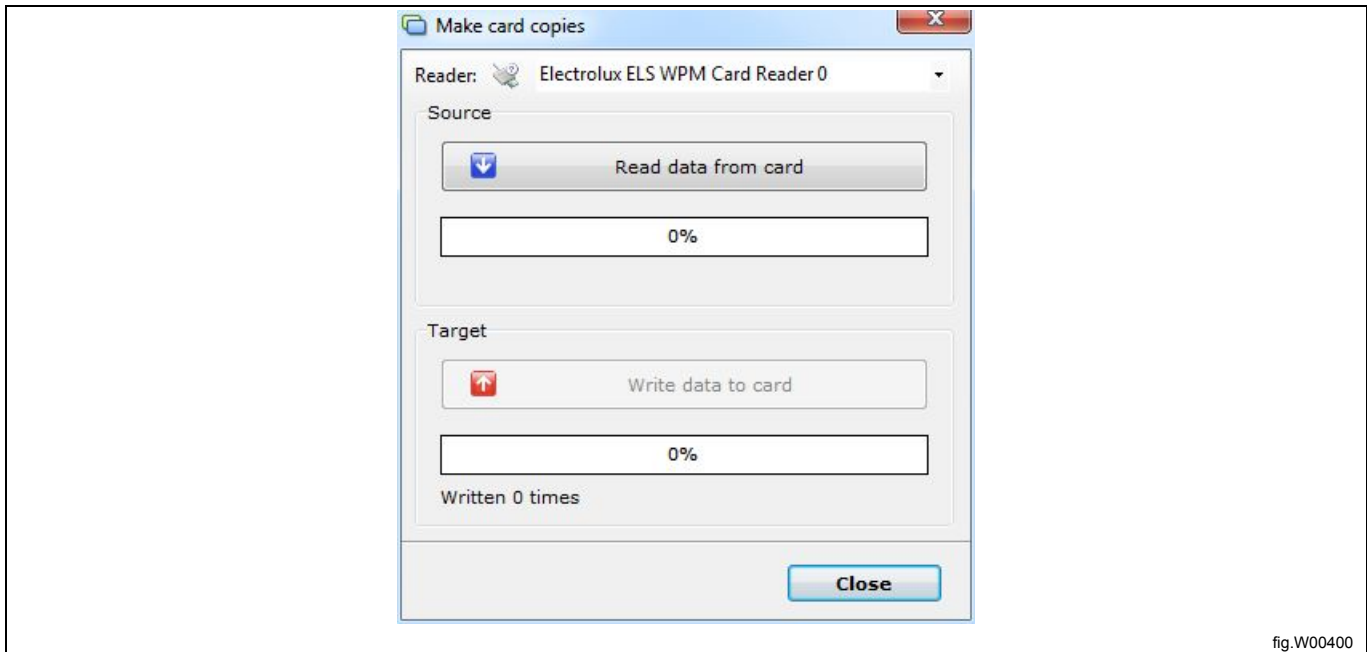 Make card copies
Reader: Electrolux ELS WPM Card Reader 0
Source
Read data from card
0%
Target
Write data to card
0%
Written 0 times
Close
fig.W00400